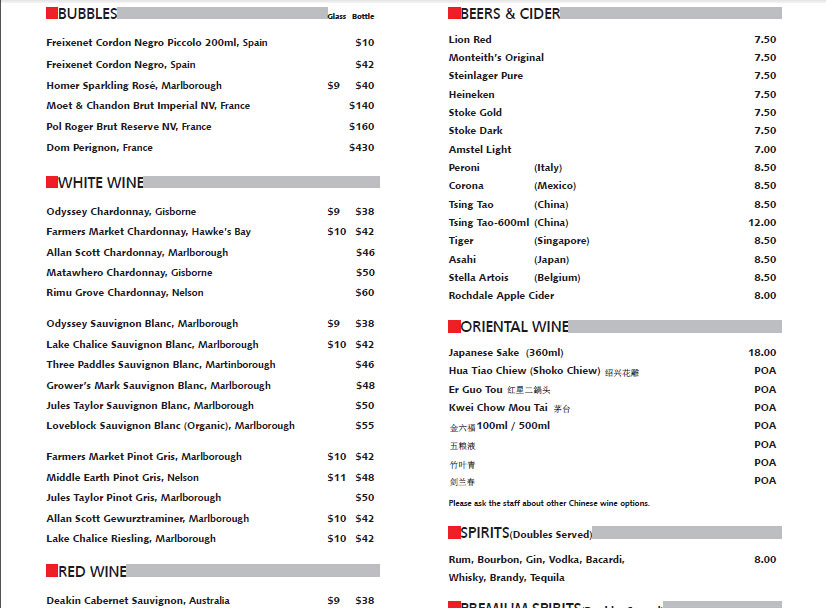 BUBBLES Glass Bottle
Freixenet Cordon Negro Piccolo 200ml, Spain $10
Freixenet Cordon Negro, Spain $42
Homer Sparkling Rosé, Marlborough $9 $40
Moet & Chandon Brut Imperial NV, France $140
Pol Roger Brut Reserve NV, France $160
Dom Perignon, France $430
WHITE WINE
Odyssey Chardonnay, Gisborne $9 $38
Farmers Market Chardonnay, Hawke's Bay $10 $42
Allan Scott Chardonnay, Marlborough $46
Matawhero Chardonnay, Gisborne $50
Rimu Grove Chardonnay, Nelson $60
Odyssey Sauvignon Blanc, Marlborough $9 $38
Lake Chalice Sauvignon Blanc, Marlborough $10 $42
Three Paddles Sauvignon Blanc, Martinborough $46
Grower's Mark Sauvignon Blanc, Marlborough $48
Jules Taylor Sauvignon Blanc, Marlborough $50
Loveblock Sauvignon Blanc (Organic), Marlborough $55
Farmers Market Pinot Gris, Marlborough $10 $42
Middle Earth Pinot Gris, Nelson $11 $48
Jules Taylor Pinot Gris, Marlborough $50
Allan Scott Gewurztraminer, Marlborough $10 $42
Lake Chalice Riesling, Marlborough $10 $42
RED WINE
Deakin Cabernet Sauvignon, Australia $9 $38
BEERS & CIDER
Lion Red 7.50
Monteith's Original 7.50
Steinlager Pure 7.50
Heineken 7.50
Stoke Gold 7.50
Stoke Dark 7.50
Amstel Light 7.00
Peroni (Italy) 8.50
Corona (Mexico) 8.50
Tsing Tao (China) 8.50
Tsing Tao-600ml (China) 12.00
Tiger (Singapore) 8.50
Asahi (Japan) 8.50
Stella Artois (Belgium) 8.50
Rochdale Apple Cider 8.00
ORIENTAL WINE
Japanese Sake (360ml) 18.00
Hua Tiao Chiew (Shoko Chiew) 绍兴花雕 POA
Er Guo Tou 红星二鍋头 POA
Kwei Chow Mou Tai 茅台 POA
金六福 100ml / 500ml POA
五粮液 POA
竹叶青 POA
剑兰春 POA
Please ask the staff about other Chinese wine options.
SPIRITS (Doubles Served)
Rum, Bourbon, Gin, Vodka, Bacardi, 8.00
Whisky, Brandy, Tequila
PREMIUM SPIRITS (Doubles Served)